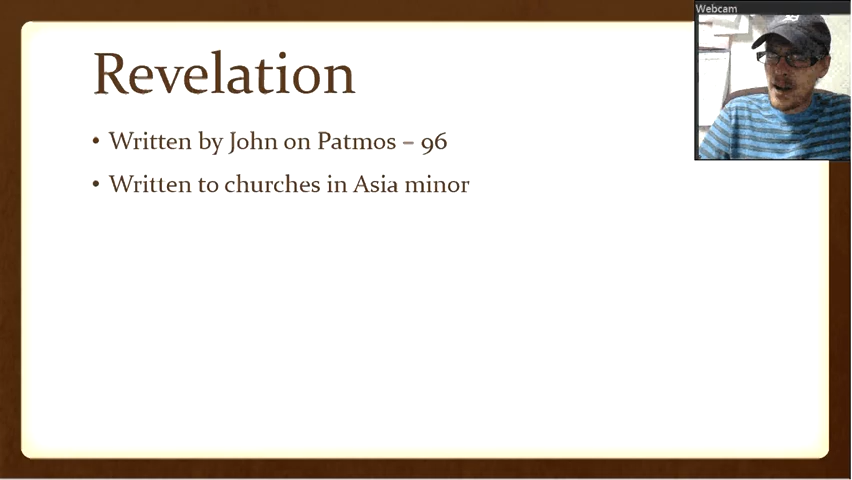 Webcam
Revelation
• Written by John on Patmos – 96
• Written to churches in Asia minor